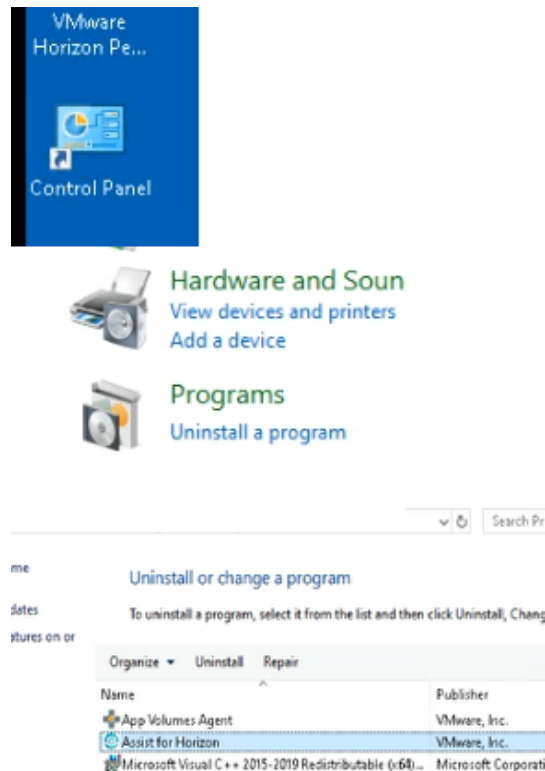 VMware
Horizon Pe...
Control Panel
Hardware and Soun
View devices and printers
Add a device
Programs
Uninstall a program
Search Pr
me
Uninstall or change a program
dates
To uninstall a program, select it from the list and then click Uninstall, Chang
atures on or
Organize Uninstall Repair
Name Publisher
App Volumes Agent VMware, Inc.
Assist for Horizon VMware, Inc.
Microsoft Visual C++ 2015-2019 Redistributable (x64)... Microsoft Corporati